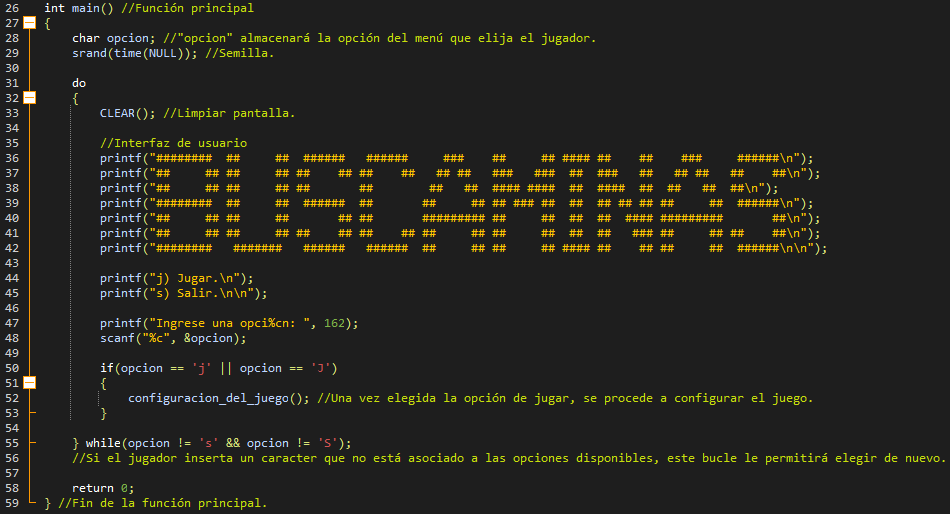 26 int main() //Función principal
27 {
28     char opcion; //"opcion" almacenará la opción del menú que elija el jugador.
29     srand(time(NULL)); //Semilla.
30
31     do
32     {
33         CLEAR(); //Limpiar pantalla.
34
35         //Interfaz de usuario
36         printf("########  ##     ##  ######   ######     ###    ##     ## #### ##    ##    ###     ######\n");
37         printf("##     ## ##     ## ##    ## ##    ##   ## ##   ###   ###  ##  ###   ##   ## ##   ##    ##\n");
38         printf("##     ## ##     ## ##       ##        ##   ##  #### ####  ##  ####  ##  ##   ##  ##\n");
39         printf("######## ##     ##  ######  ##       ##     ## ## ### ##  ##  ## ## ## ##     ##  ######\n");
40         printf("##     ## ##     ##       ## ##       ######### ##     ##  ##  ##  #### #########       ##\n");
41         printf("##     ## ##     ## ##    ## ##    ## ##     ## ##     ##  ##  ##   ### ##     ## ##    ##\n");
42         printf("########   #######   ######   ######  ##     ## ##     ## #### ##    ## ##     ##  ######\n\n");
43
44         printf("j) Jugar.\n");
45         printf("s) Salir.\n\n");
46
47         printf("Ingrese una opci%cn: ", 162);
48         scanf("%c", &opcion);
49
50         if(opcion == 'j' || opcion == 'J')
51         {
52             configuracion_del_juego(); //Una vez elegida la opción de jugar, se procede a configurar el juego.
53         }
54
55     } while(opcion != 's' && opcion != 'S');
56     //Si el jugador inserta un caracter que no está asociado a las opciones disponibles, este bucle le permitirá elegir de nuevo.
57
58     return 0;
59 } //Fin de la función principal.